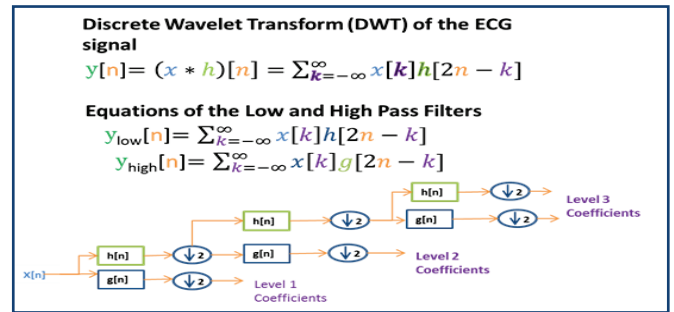 Discrete Wavelet Transform (DWT) of the ECG
signal
y[n]= (x ∗ h)[n] = ∑∞k=−∞ x[k]h[2n − k]
Equations of the Low and High Pass Filters
ylow[n]= ∑∞k=−∞ x[k]h[2n − k]
yhigh[n]= ∑∞k=−∞ x[k]g[2n − k]
h[n] ↓2
Level 3
Coefficients
h[n] ↓2 g[n] ↓2
h[n] ↓2 g[n] ↓2 Level 2
Coefficients
X[n]
g[n] ↓2 Level 1
Coefficients